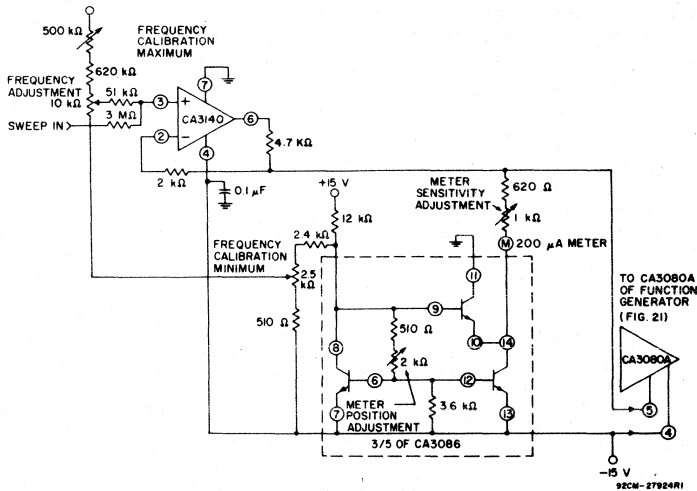 500 kΩ
FREQUENCY
CALIBRATION
MAXIMUM
620 kΩ
FREQUENCY
ADJUSTMENT
10 kΩ
51 kΩ
SWEEP IN
3 MΩ
3
+
2
-
CA3140
7
6
4
4.7 KΩ
2 kΩ
0.1 µF
+15 V
12 kΩ
METER
SENSITIVITY
ADJUSTMENT
620 Ω
1 kΩ
M
200 µA METER
FREQUENCY
CALIBRATION
MINIMUM
2.4 kΩ
2.5
kΩ
510 Ω
11
9
10
14
8
510 Ω
2 kΩ
6
12
7
METER
POSITION
ADJUSTMENT
3.6 kΩ
13
3/5 OF CA3086
TO CA3080A
OF FUNCTION
GENERATOR
(FIG. 21)
CA3080A
5
4
-15 V
92CM-27924R1